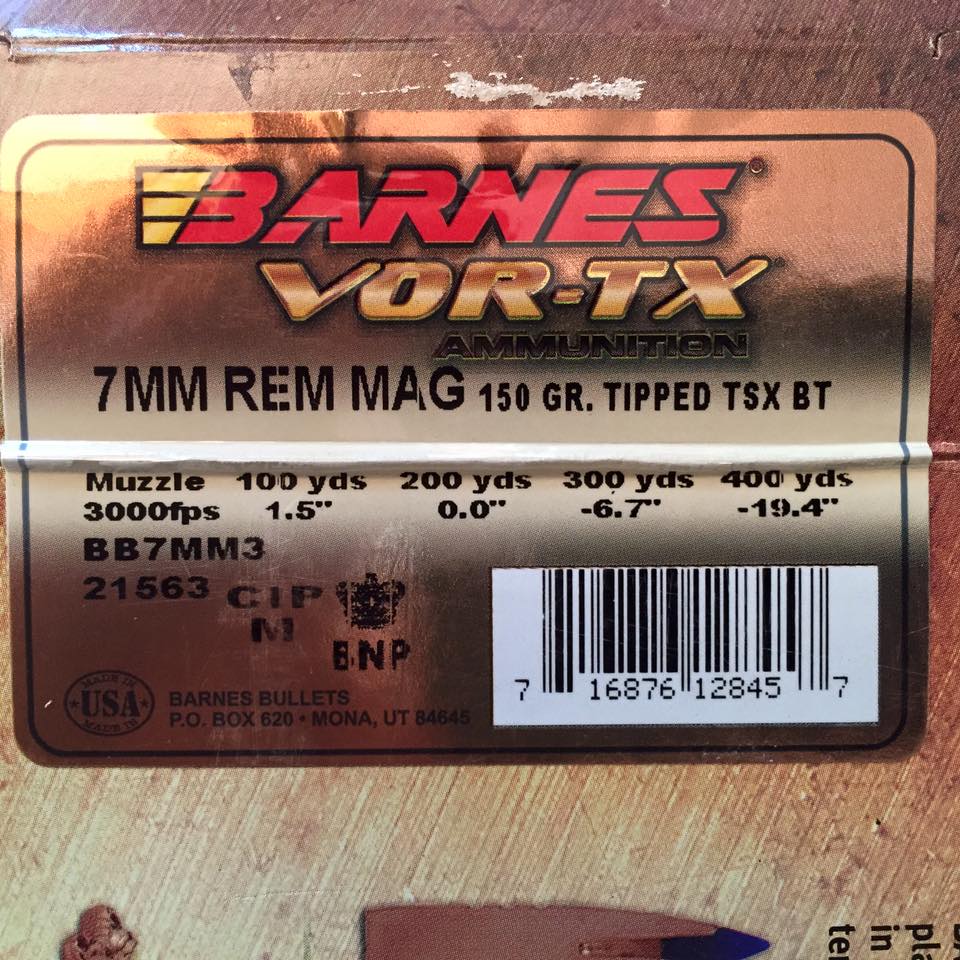 BARNES®
VOR-TX®
AMMUNITION
7MM REM MAG 150 GR. TIPPED TSX BT
Muzzle 100 yds 200 yds 300 yds 400 yds
3000fps 1.5" 0.0" -6.7" -19.4"
BB7MM3
21563 CIP
M
BNP
MADE IN
USA
MADE IN
BARNES BULLETS
P.O. BOX 620 • MONA, UT 84645
7 16876 12845 7
in